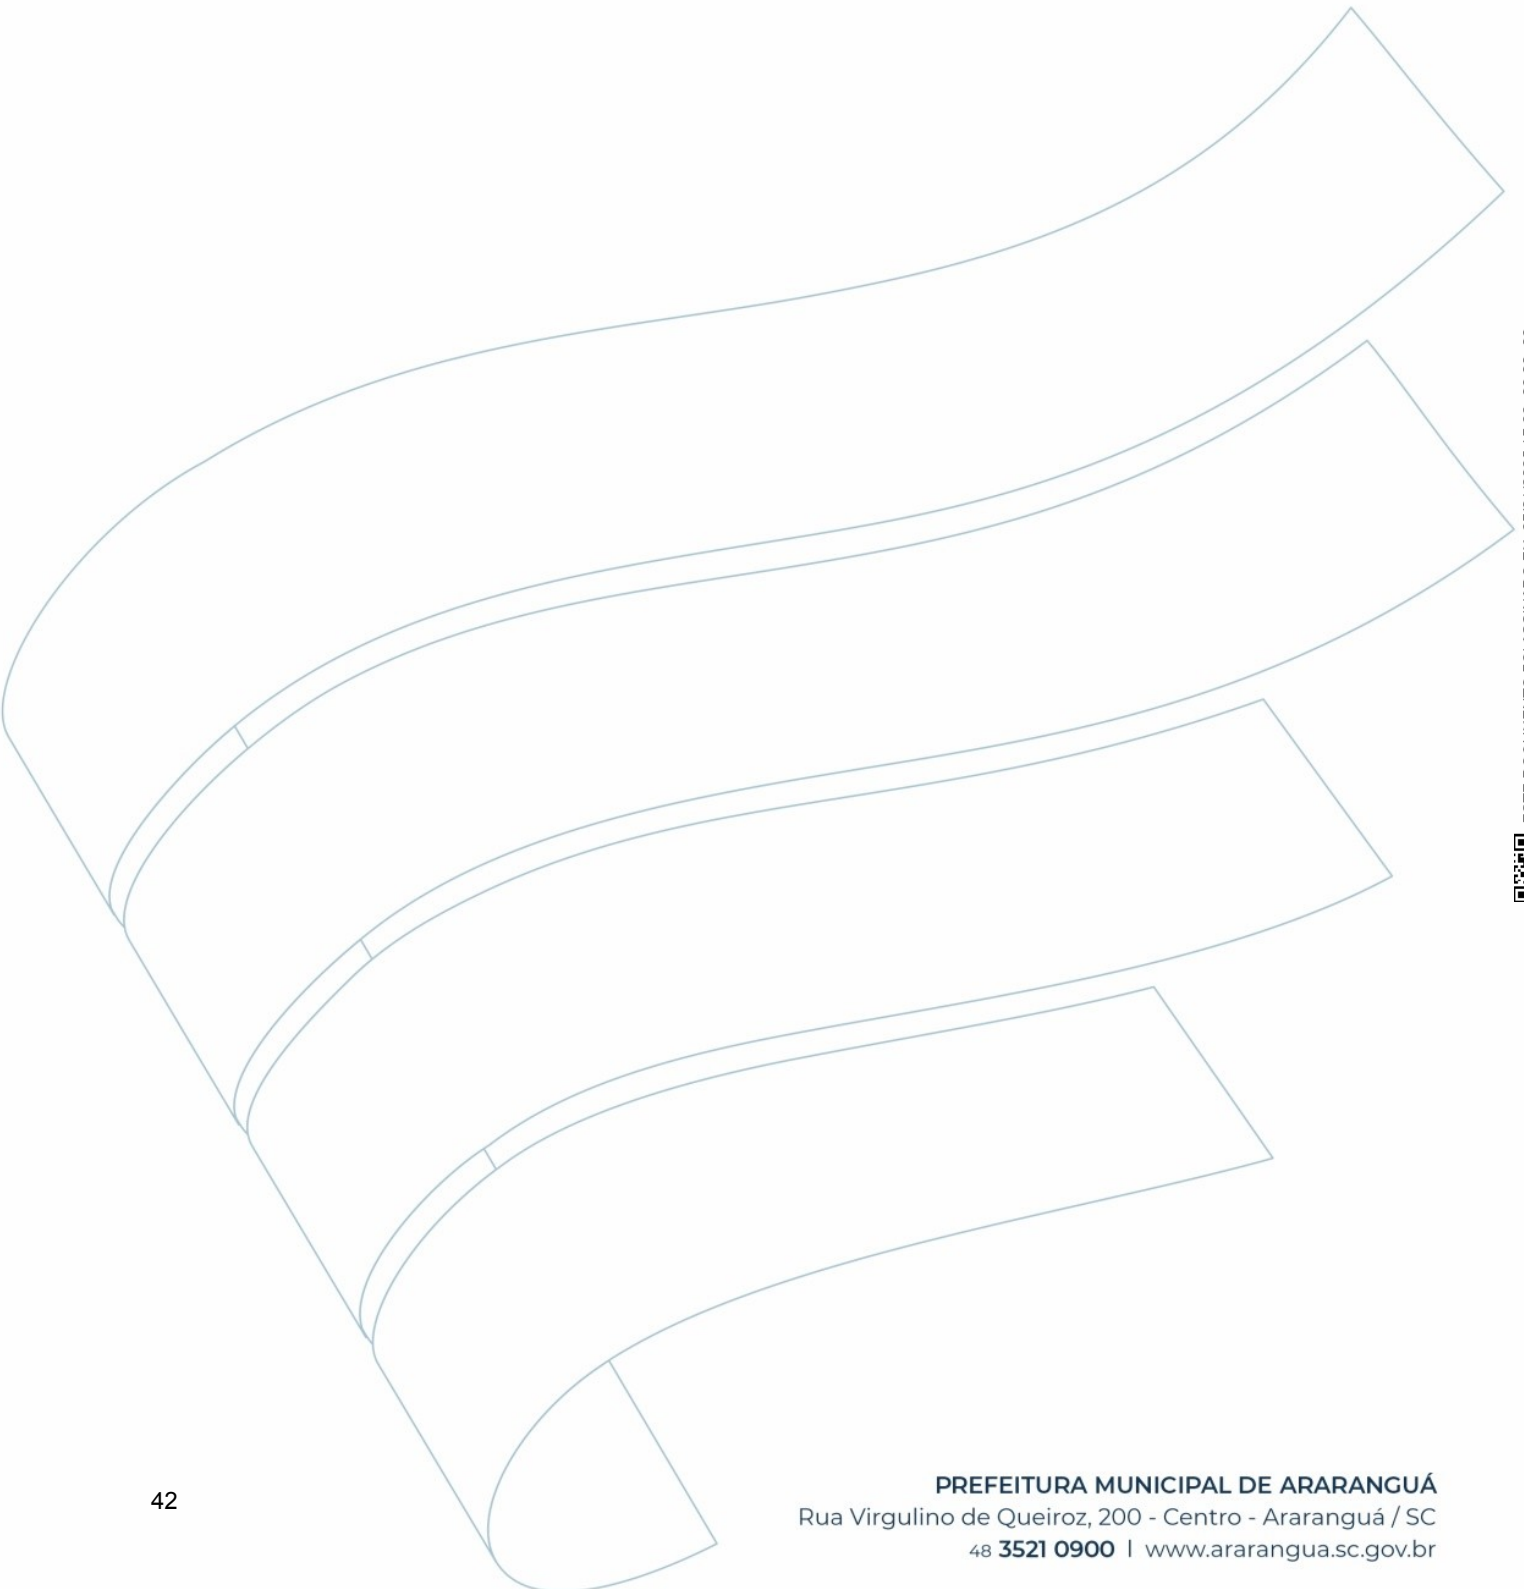 42
PREFEITURA MUNICIPAL DE ARARANGUÁ
Rua Virgulino de Queiroz, 200 - Centro - Araranguá / SC
48 3521 0900 | www.ararangua.sc.gov.br